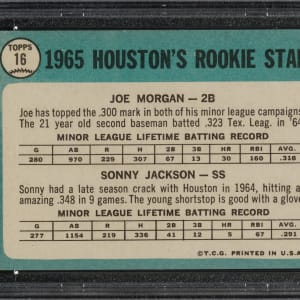 TOPPS
16
1965 HOUSTON'S ROOKIE STA
JOE MORGAN — 2B
Joe has topped the .300 mark in both of his minor league campaigns
The 21 year old second baseman batted .323 Tex. Leag. in '64
MINOR LEAGUE LIFETIME BATTING RECORD
G AB R H 2B 3B HR RBI AVG.
280 970 229 307 67 13 30 160 .316
SONNY JACKSON — SS
Sonny had a late season crack with Houston in 1964, hitting a
amazing .348 in 9 games. The young shortstop is good with a glove
MINOR LEAGUE LIFETIME BATTING RECORD
G AB R H 2B 3B HR RBI AVG.
277 1154 219 336 41 12 5 67 .291
© T.C.G. PRINTED IN U.S.A.